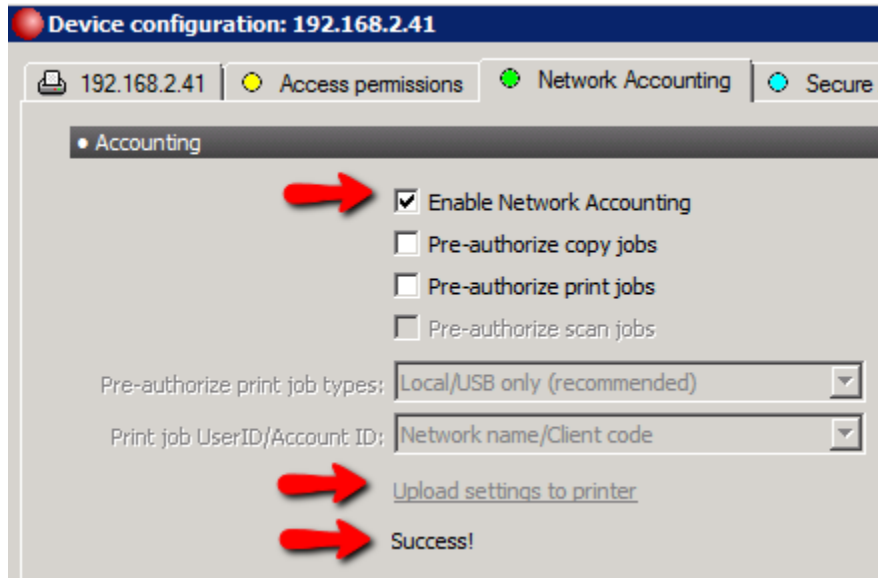 Device configuration: 192.168.2.41
192.168.2.41 Access permissions Network Accounting Secure
• Accounting
Enable Network Accounting
Pre-authorize copy jobs
Pre-authorize print jobs
Pre-authorize scan jobs
Pre-authorize print job types: Local/USB only (recommended)
Print job UserID/Account ID: Network name/Client code
Upload settings to printer
Success!